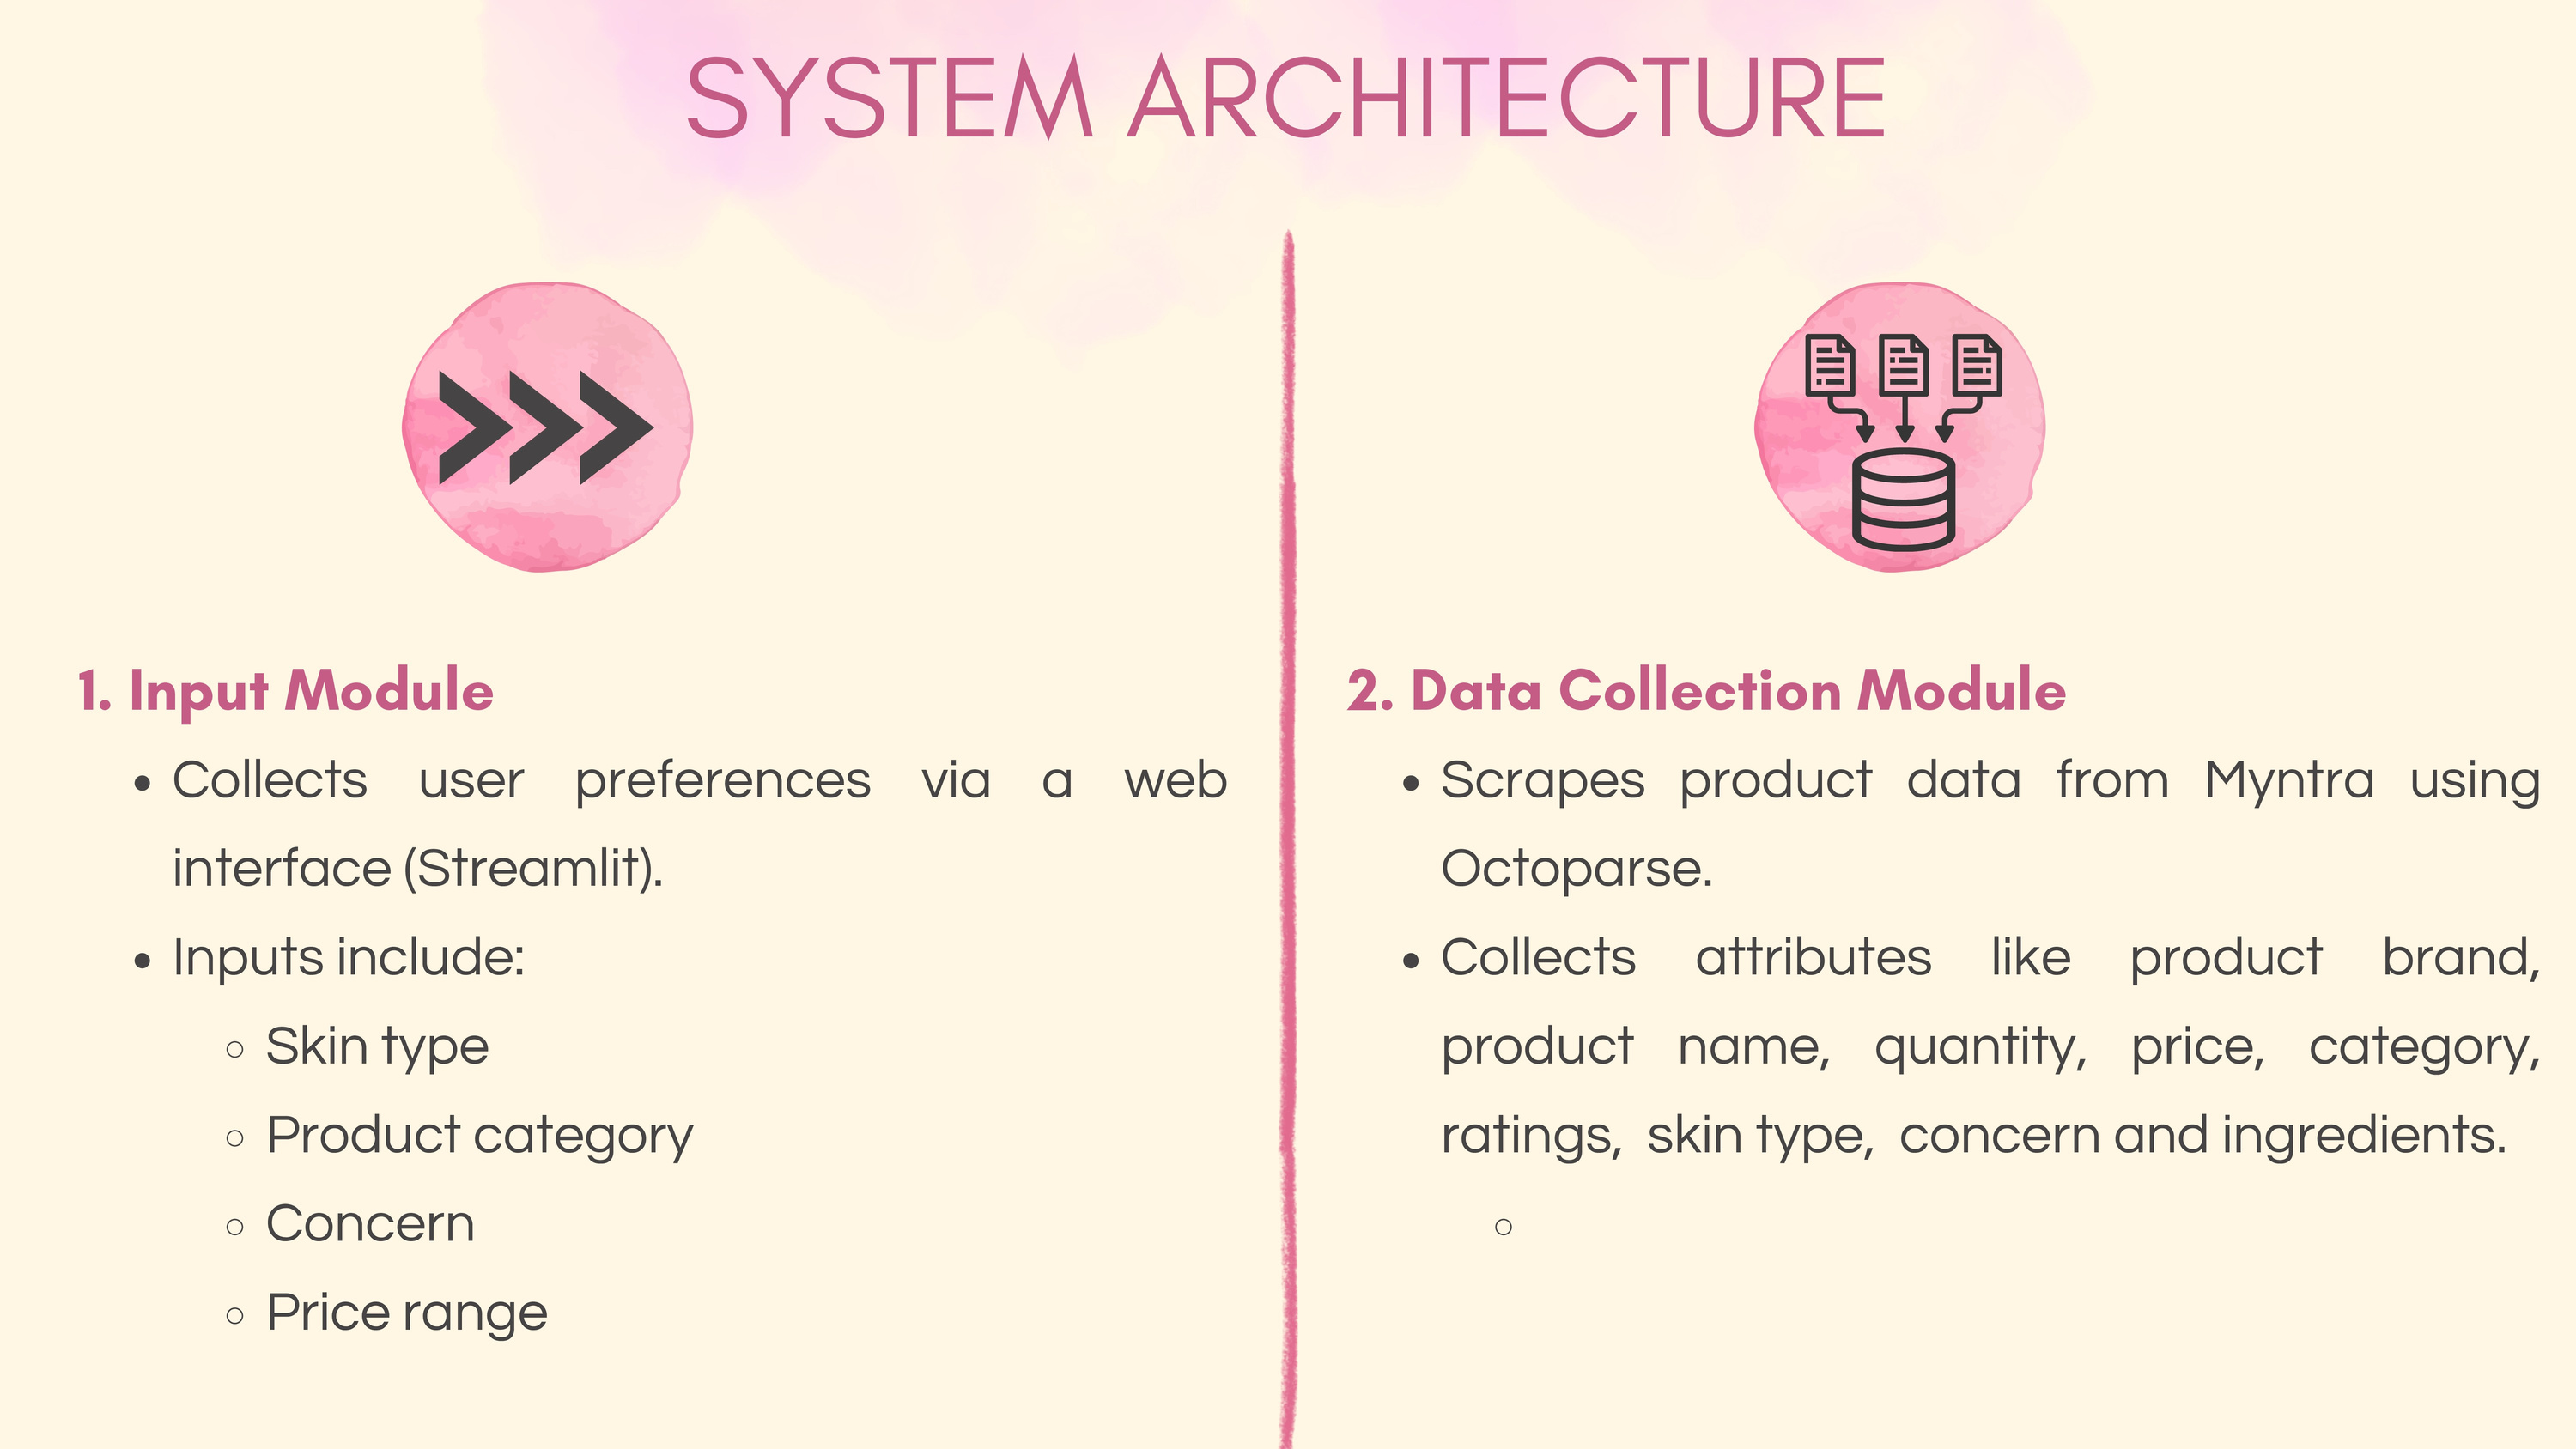 SYSTEM ARCHITECTURE
1. Input Module
• Collects user preferences via a web
interface (Streamlit).
• Inputs include:
○ Skin type
○ Product category
○ Concern
○ Price range
2. Data Collection Module
• Scrapes product data from Myntra using
Octoparse.
• Collects attributes like product brand,
product name, quantity, price, category,
ratings, skin type, concern and ingredients.
○